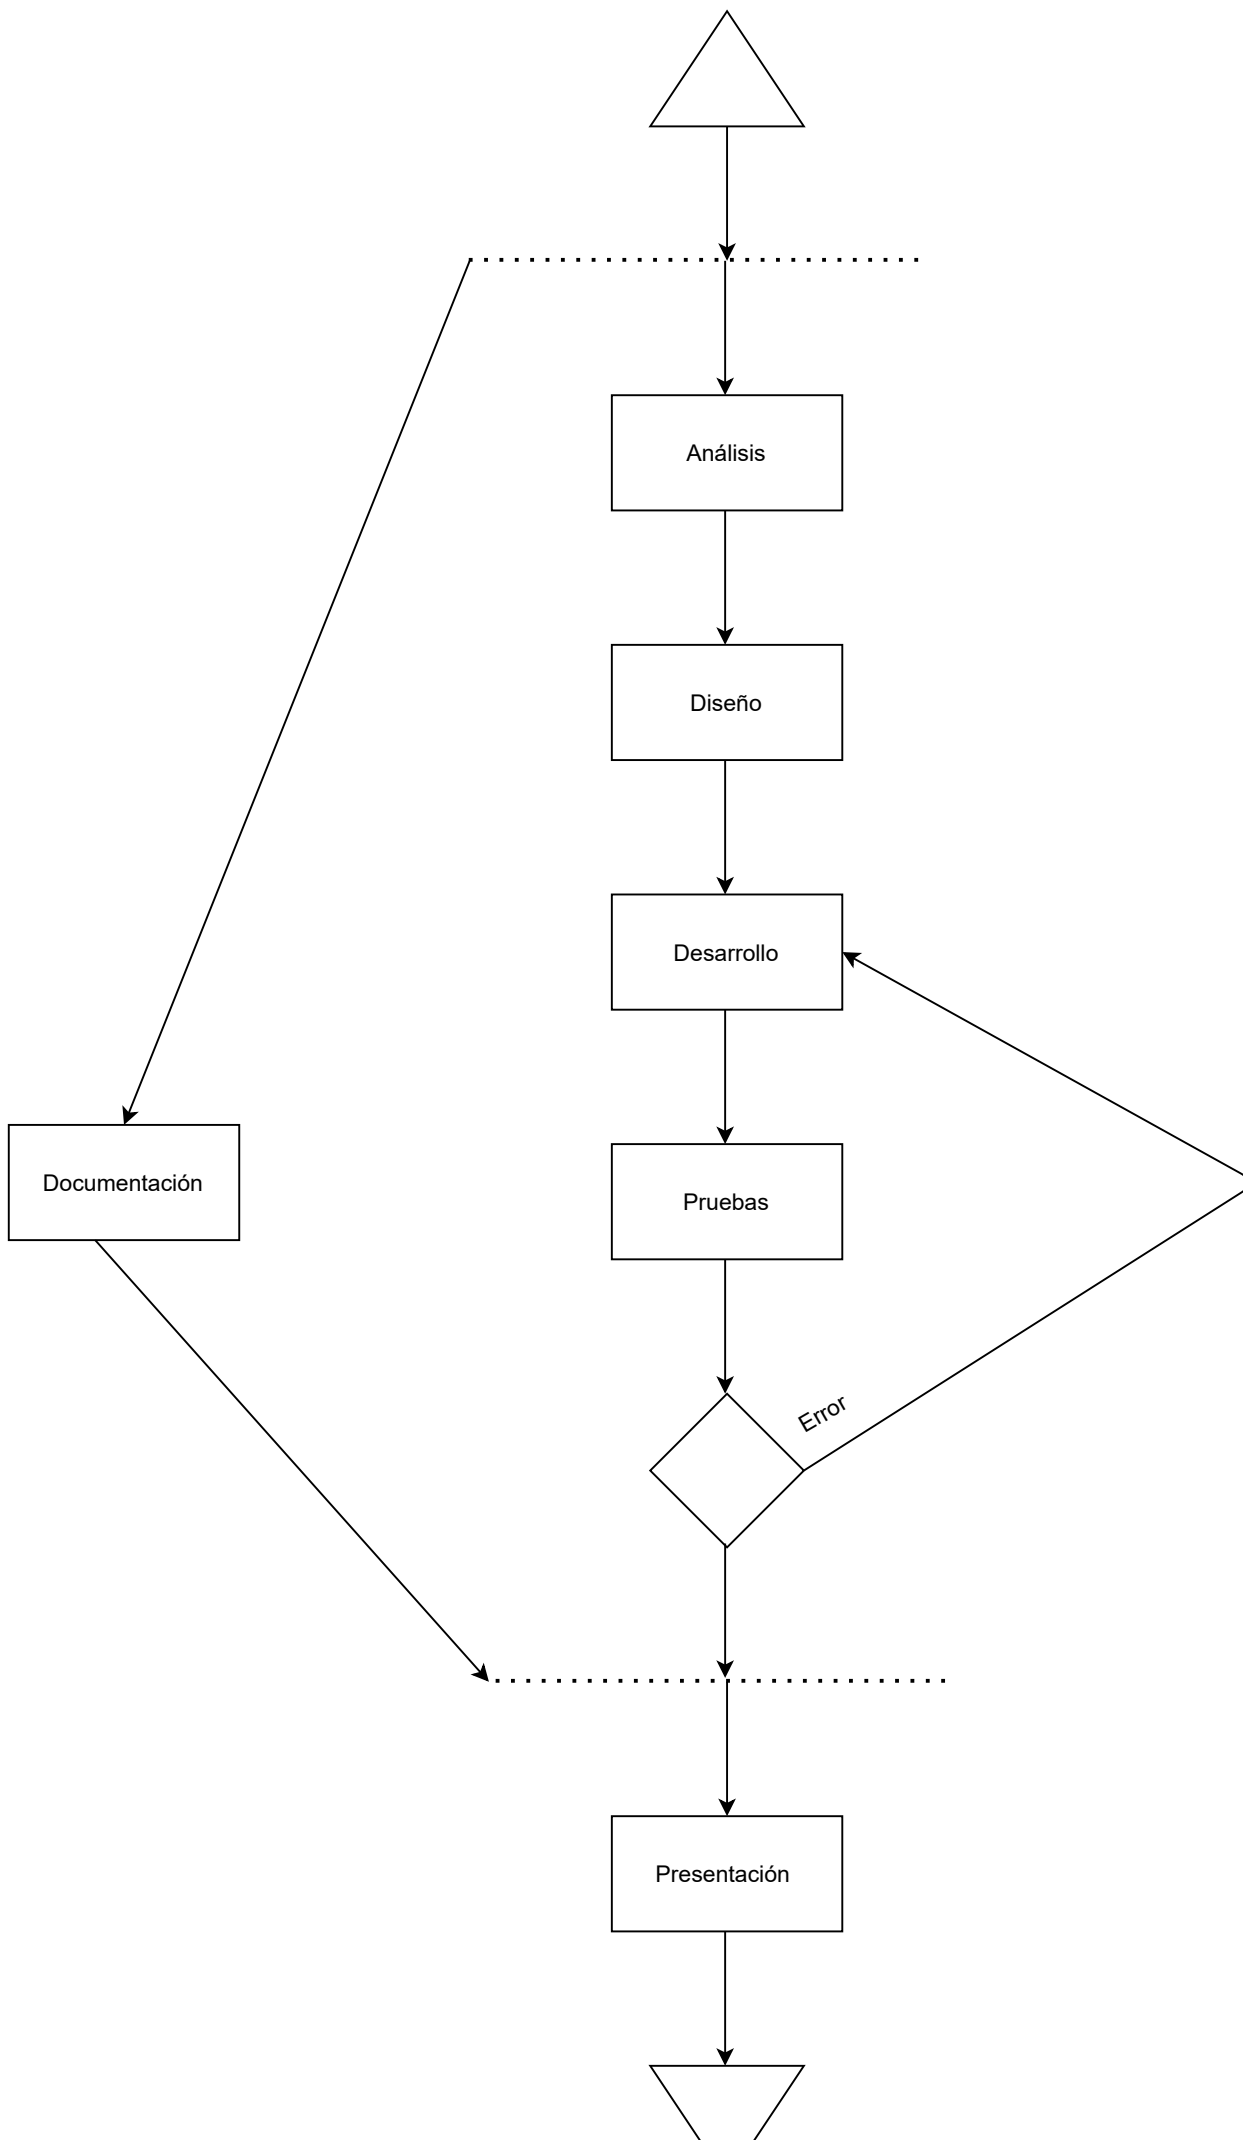 Análisis
Diseño
Desarrollo
Documentación
Pruebas
Error
Presentación